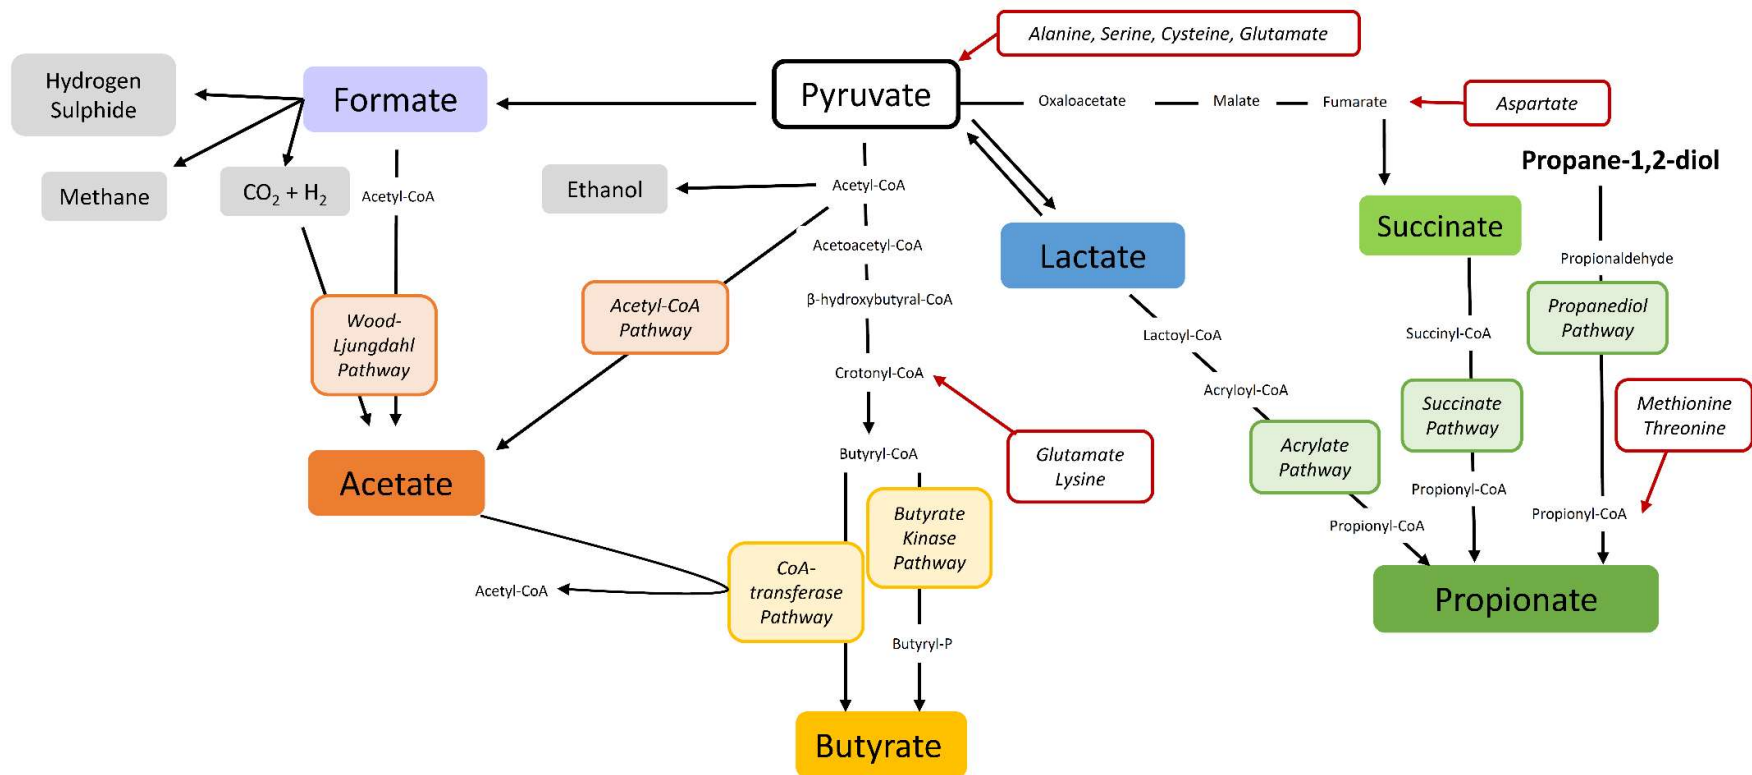 Alanine, Serine, Cysteine, Glutamate
Hydrogen
Sulphide
Formate
Pyruvate
Oxaloacetate
Malate
Fumarate
Aspartate
Methane
CO₂ + H₂
Acetyl-CoA
Ethanol
Acetyl-CoA
Propane-1,2-diol
Acetoacetyl-CoA
Lactate
Succinate
Propionaldehyde
Wood-
Ljungdahl
Pathway
Acetyl-CoA
Pathway
β-hydroxybutyral-CoA
Lactoyl-CoA
Succinyl-CoA
Propanediol
Pathway
Crotonyl-CoA
Acryloyl-CoA
Succinate
Pathway
Methionine
Threonine
Acetate
Butyryl-CoA
Glutamate
Lysine
Acrylate
Pathway
Propionyl-CoA
Propionyl-CoA
Propionyl-CoA
Butyrate
Kinase
Pathway
CoA-
transferase
Pathway
Acetyl-CoA
Propionate
Butyryl-P
Butyrate